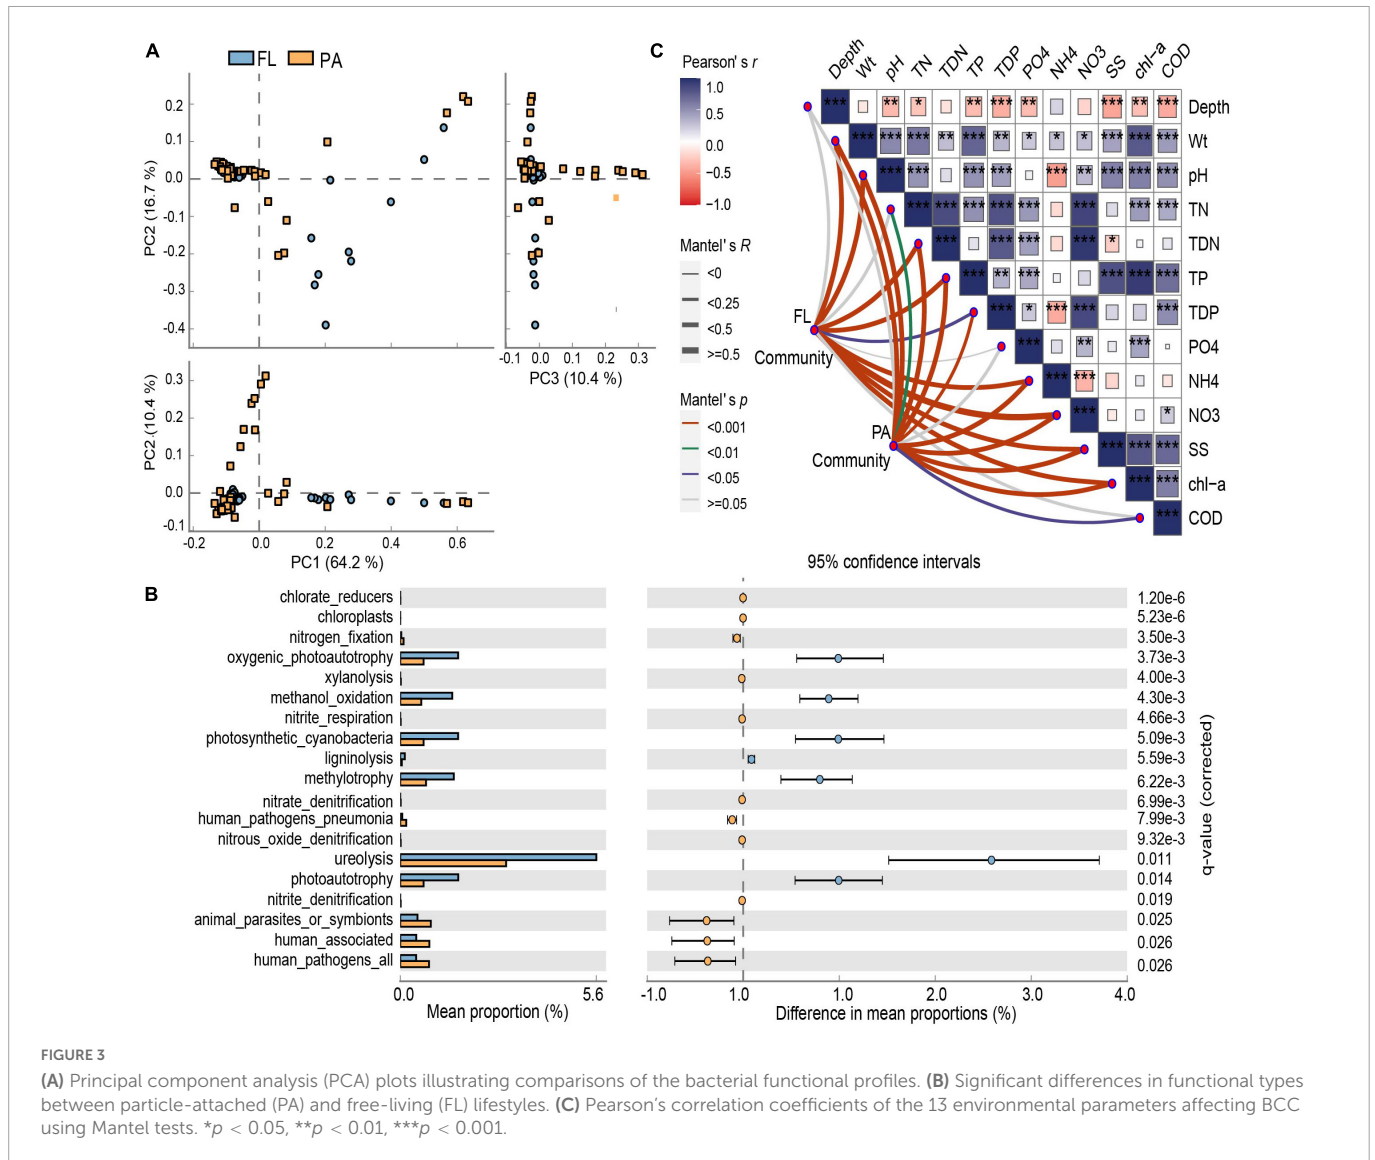 A
FL PA
0.2
0.1
0.0
-0.1
-0.2
-0.3
-0.4
PC2 (16.7 %)
-0.1 0.0 0.1 0.2 0.3
PC3 (10.4 %)
0.3
0.2
0.1
0.0
-0.1
PC2.(10.4 %)
-0.2 0.0 0.2 0.4 0.6
PC1 (64.2 %)
C
Pearson's r
1.0
0.5
0.0
-0.5
-1.0
Mantel's R
<0
<0.25
<0.5
>=0.5
Mantel's p
<0.001
<0.01
<0.05
>=0.05
Depth Wt pH TN TDN TP TDP PO4 NH4 NO3 SS chl-a COD
*** ** * ** *** ** *** ** *** Depth
*** *** *** ** *** ** * * *** *** *** Wt
*** *** *** *** *** ** *** *** *** pH
*** *** *** *** *** *** *** *** TN
*** *** *** *** * TDN
*** ** *** *** *** *** TP
*** * *** *** *** TDP
*** ** *** PO4
*** *** NH4
*** * NO3
*** *** *** SS
*** *** chl-a
*** COD
FL
Community
PA
Community
B
95% confidence intervals
chlorate_reducers 1.20e-6
chloroplasts 5.23e-6
nitrogen_fixation 3.50e-3
oxygenic_photoautotrophy 3.73e-3
xylanolysis 4.00e-3
methanol_oxidation 4.30e-3
nitrite_respiration 4.66e-3
photosynthetic_cyanobacteria 5.09e-3
ligninolysis 5.59e-3
methylotrophy 6.22e-3
nitrate_denitrification 6.99e-3
human_pathogens_pneumonia 7.99e-3
nitrous_oxide_denitrification 9.32e-3
ureolysis 0.011
photoautotrophy 0.014
nitrite_denitrification 0.019
animal_parasites_or_symbionts 0.025
human_associated 0.026
human_pathogens_all 0.026
q-value (corrected)
0.0 5.6 -1.0 1.0 1.0 2.0 3.0 4.0
Mean proportion (%) Difference in mean proportions (%)
FIGURE 3
(A) Principal component analysis (PCA) plots illustrating comparisons of the bacterial functional profiles. (B) Significant differences in functional types
between particle-attached (PA) and free-living (FL) lifestyles. (C) Pearson's correlation coefficients of the 13 environmental parameters affecting BCC
using Mantel tests. *p < 0.05, **p < 0.01, ***p < 0.001.